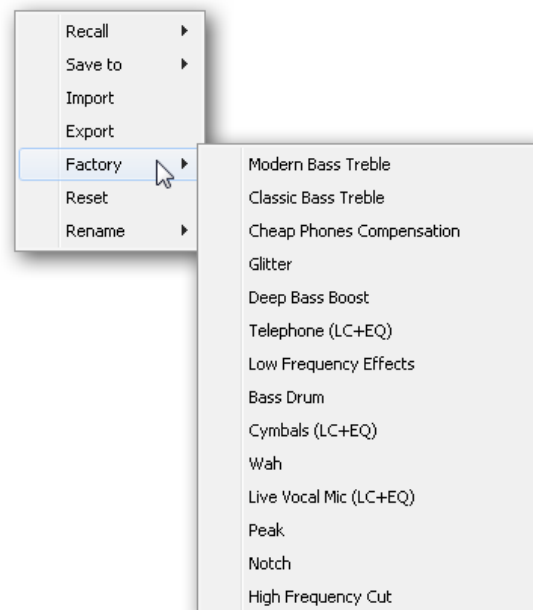 Recall
Save to
Import
Export
Factory
Reset
Rename
Modern Bass Treble
Classic Bass Treble
Cheap Phones Compensation
Glitter
Deep Bass Boost
Telephone (LC+EQ)
Low Frequency Effects
Bass Drum
Cymbals (LC+EQ)
Wah
Live Vocal Mic (LC+EQ)
Peak
Notch
High Frequency Cut